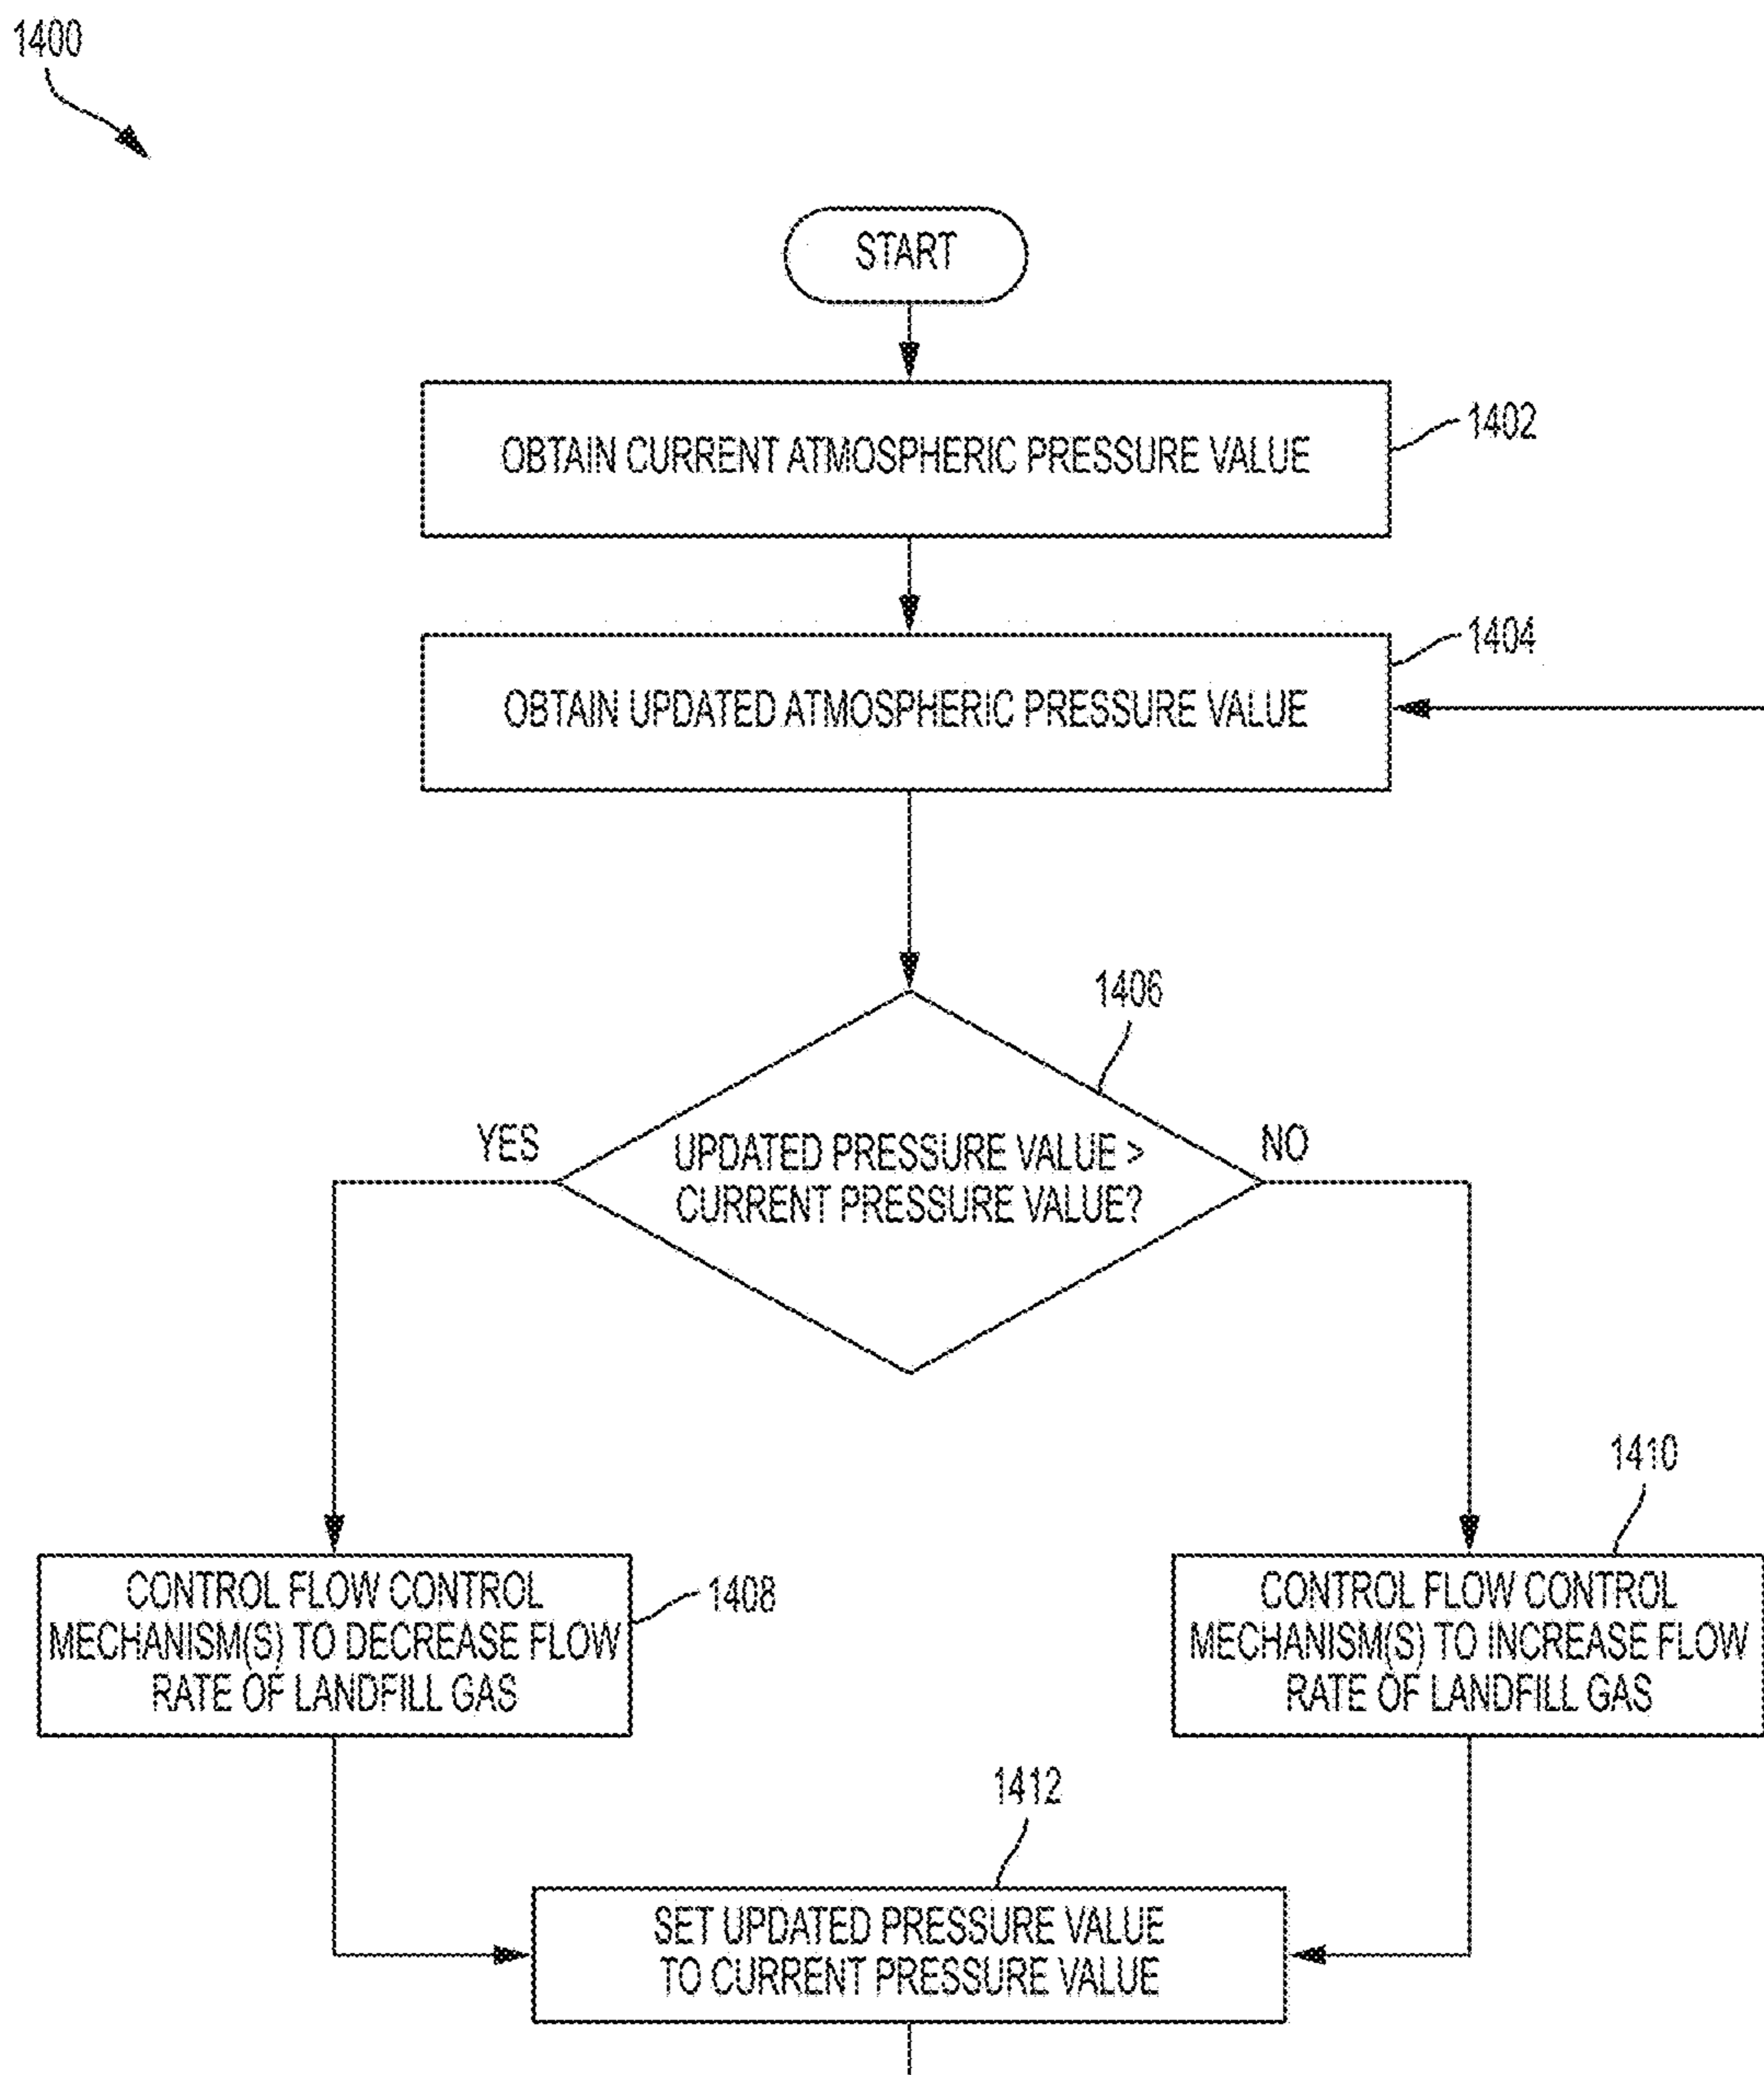 1400
START
OBTAIN CURRENT ATMOSPHERIC PRESSURE VALUE
1402
OBTAIN UPDATED ATMOSPHERIC PRESSURE VALUE
1404
1406
YES
UPDATED PRESSURE VALUE >
CURRENT PRESSURE VALUE?
NO
CONTROL FLOW CONTROL
MECHANISM(S) TO DECREASE FLOW
RATE OF LANDFILL GAS
1408
1410
CONTROL FLOW CONTROL
MECHANISM(S) TO INCREASE FLOW
RATE OF LANDFILL GAS
1412
SET UPDATED PRESSURE VALUE
TO CURRENT PRESSURE VALUE